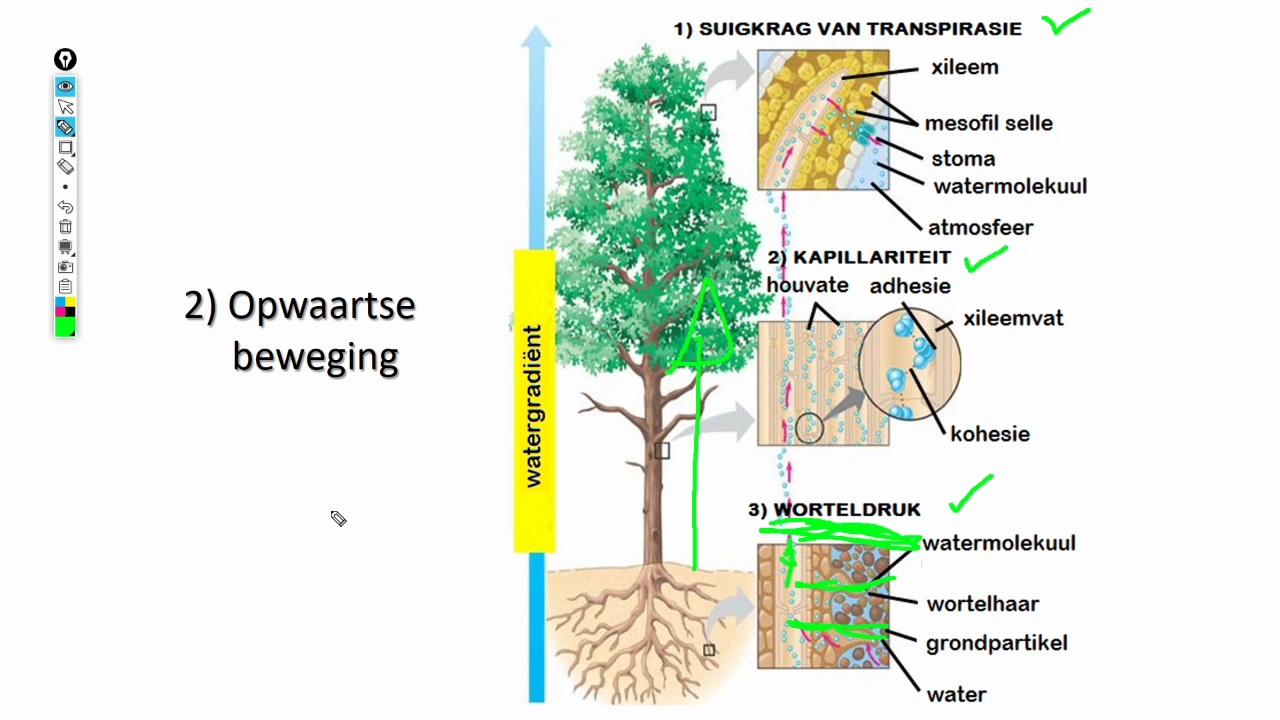 1) SUIGKRAG VAN TRANSPIRASIE
xileem
mesofil selle
stoma
watermolekuul
atmosfeer
2) KAPILLARITEIT
houvate adhesie
xileemvat
kohesie
2) Opwaartse
beweging
watergradiënt
3) WORTELDRUK
watermolekuul
wortelhaar
grondpartikel
water